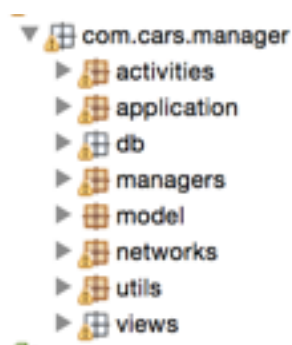 com.cars.manager
activities
application
db
managers
model
networks
utils
views